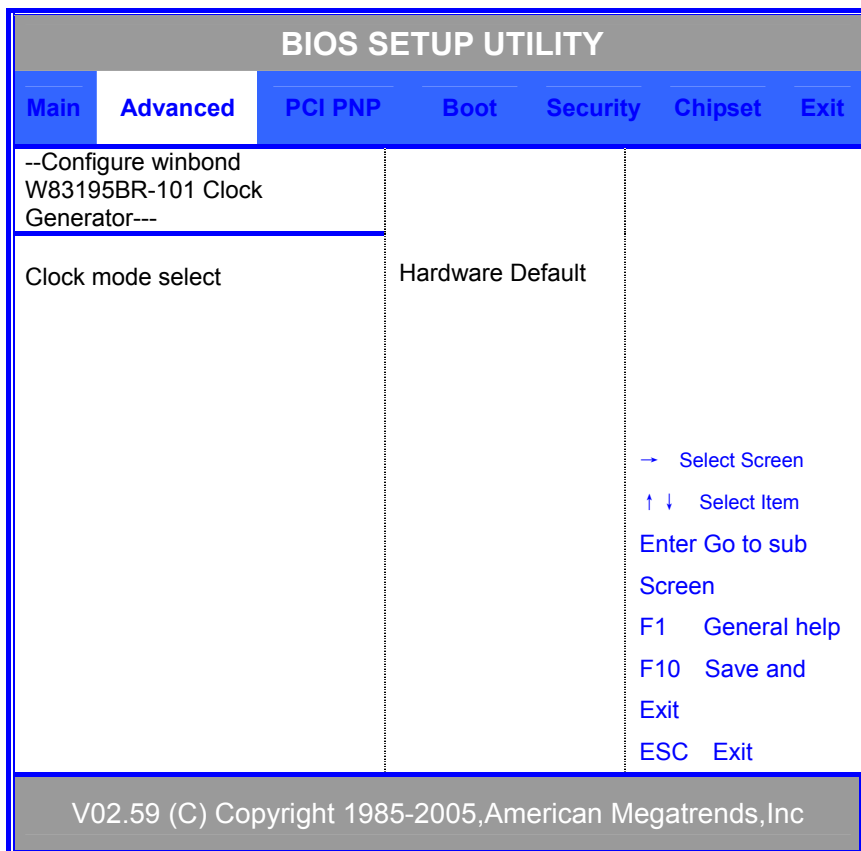 BIOS SETUP UTILITY
Main Advanced PCI PNP Boot Security Chipset Exit
--Configure winbond
W83195BR-101 Clock
Generator---
Clock mode select Hardware Default
→ Select Screen
↑ ↓ Select Item
Enter Go to sub
Screen
F1 General help
F10 Save and
Exit
ESC Exit
V02.59 (C) Copyright 1985-2005,American Megatrends,Inc